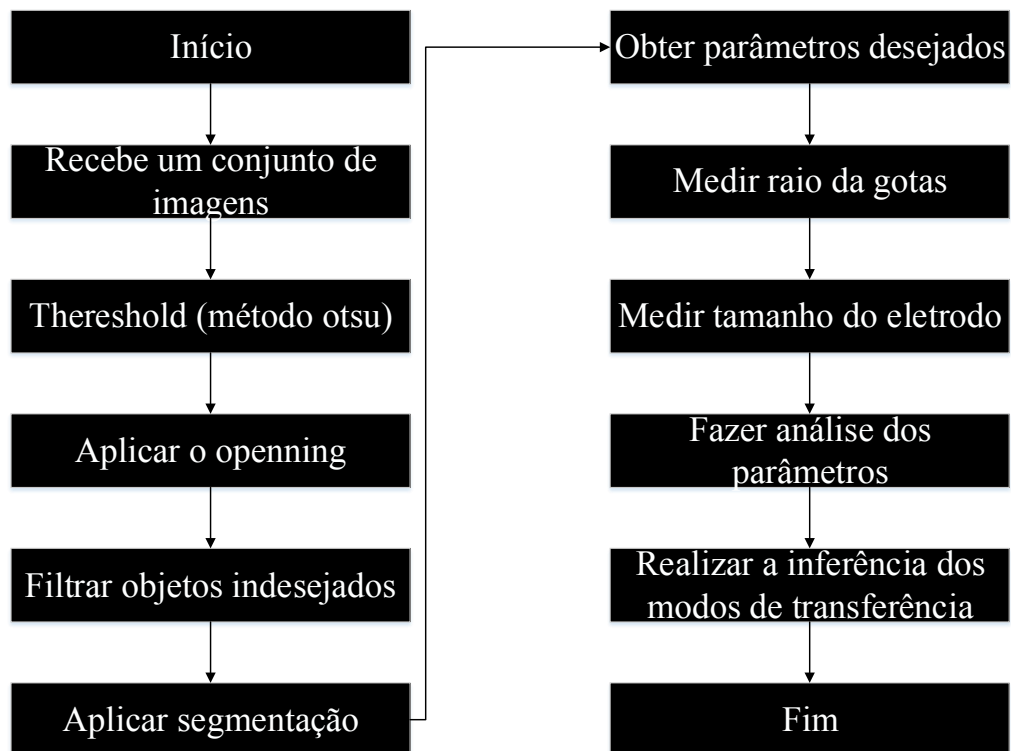 Início
Recebe um conjunto de
imagens
Thereshold (método otsu)
Aplicar o openning
Filtrar objetos indesejados
Aplicar segmentação
Obter parâmetros desejados
Medir raio da gotas
Medir tamanho do eletrodo
Fazer análise dos
parâmetros
Realizar a inferência dos
modos de transferência
Fim